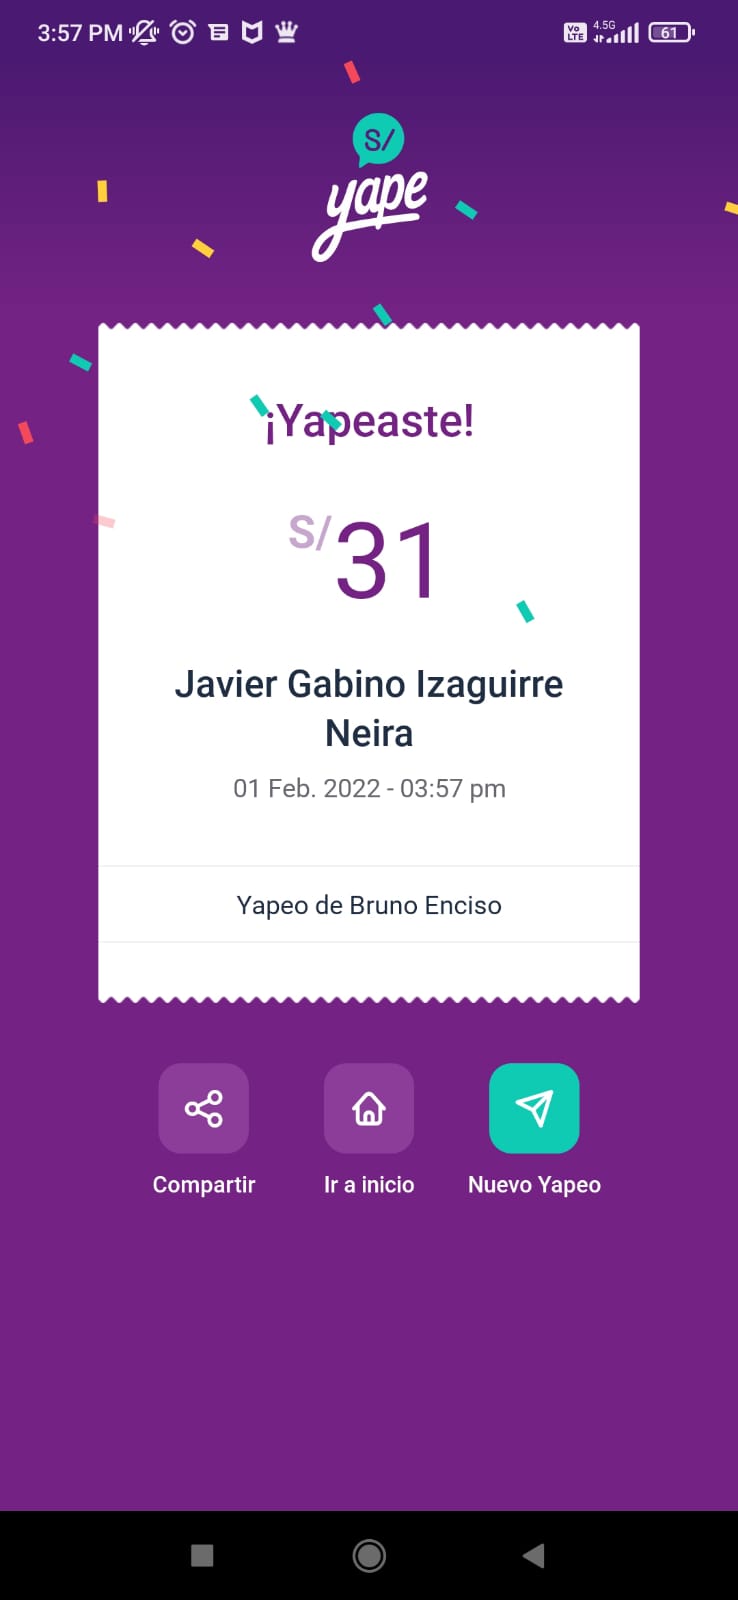 3:57 PM
Vo LTE 4.5G 61
S/
yape
¡Yapeaste!
S/31
Javier Gabino Izaguirre
Neira
01 Feb. 2022 - 03:57 pm
Yapeo de Bruno Enciso
Compartir Ir a inicio Nuevo Yapeo